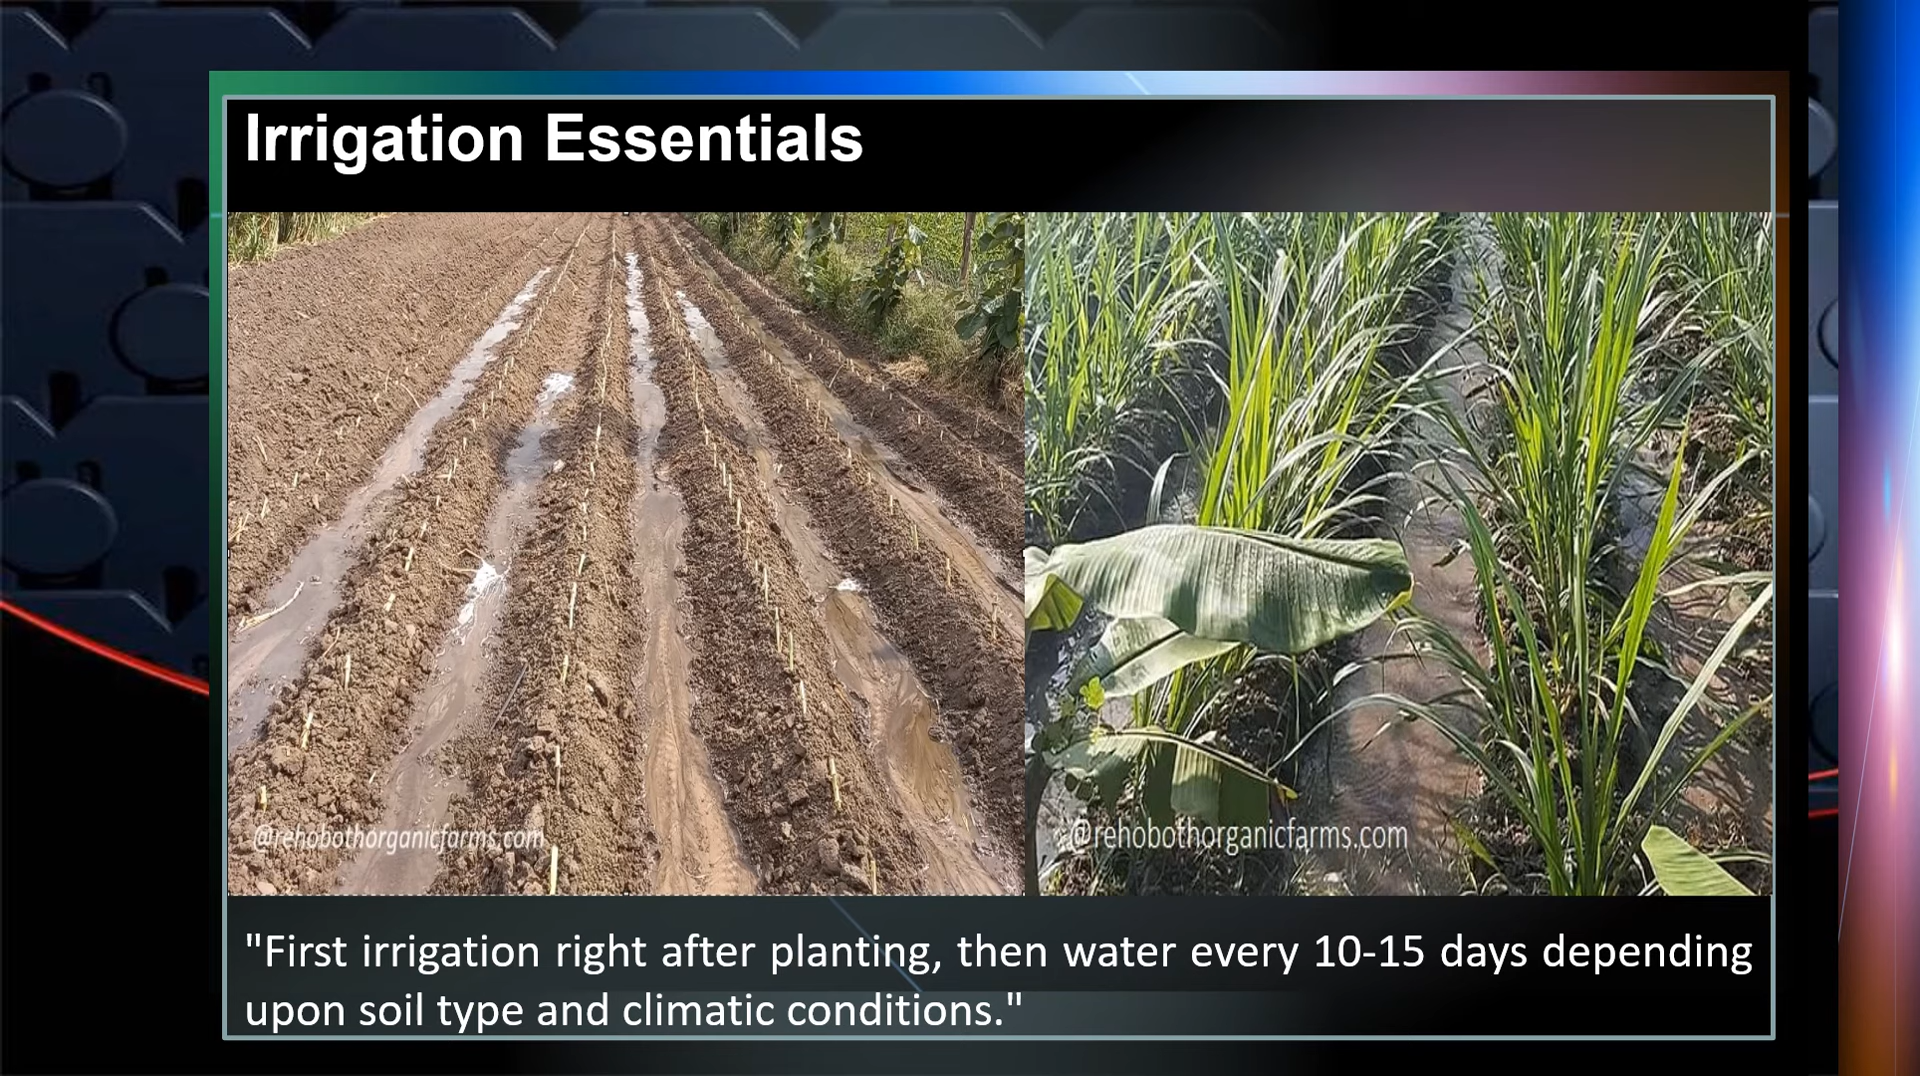 Irrigation Essentials
@rehobothorganicfarms.com
@rehobothorganicfarms.com
"First irrigation right after planting, then water every 10-15 days depending
upon soil type and climatic conditions."